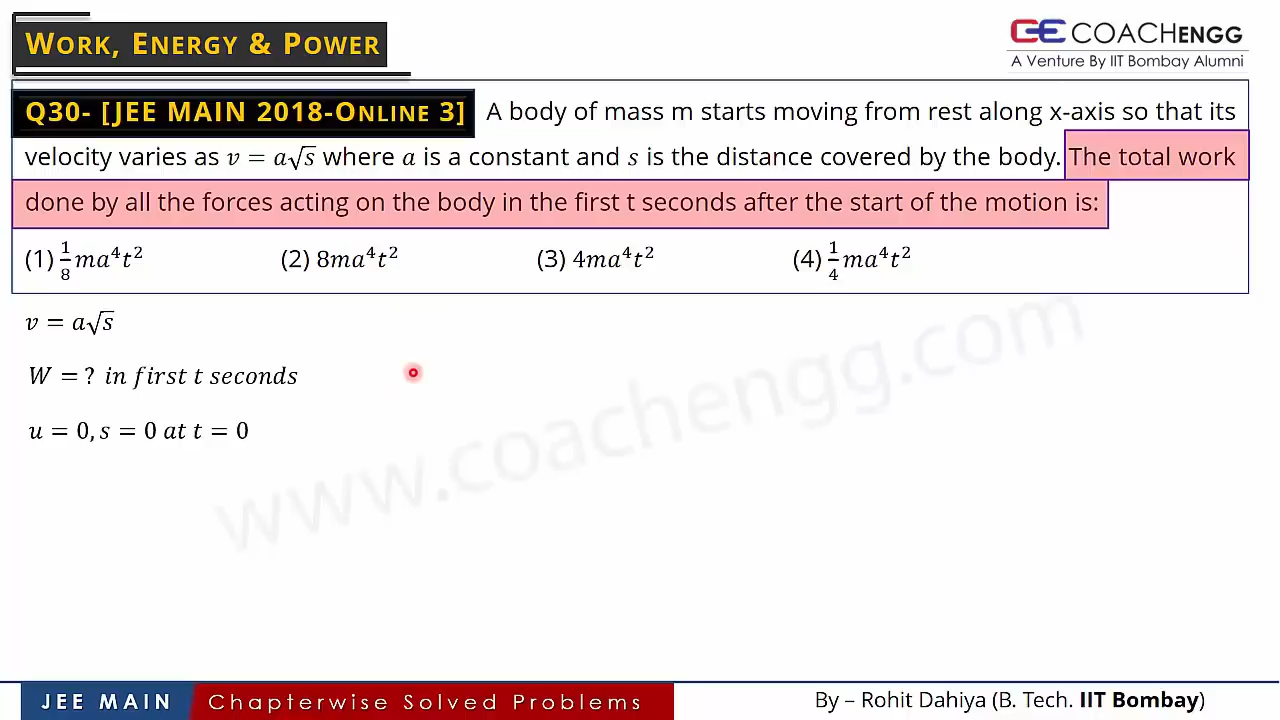 WORK, ENERGY & POWER
CE COACHENGG
A Venture By IIT Bombay Alumni
Q30- [JEE MAIN 2018-ONLINE 3] A body of mass m starts moving from rest along x-axis so that its
velocity varies as v = a√s where a is a constant and s is the distance covered by the body. The total work
done by all the forces acting on the body in the first t seconds after the start of the motion is:
(1) 1/8 ma⁴t² (2) 8ma⁴t² (3) 4ma⁴t² (4) 1/4 ma⁴t²
v = a√s
W = ? in first t seconds
u = 0, s = 0 at t = 0
www.coachengg.com
JEE MAIN Chapterwise Solved Problems By – Rohit Dahiya (B. Tech. IIT Bombay)